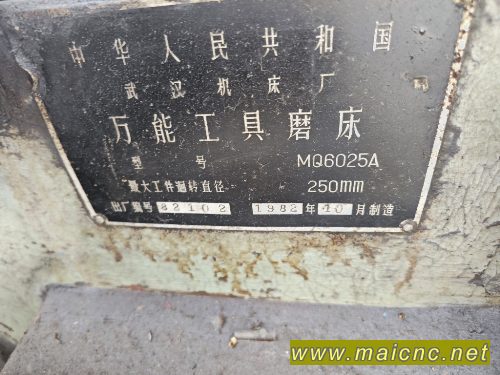 中华人民共和国
武汉机床厂
万能工具磨床
型号 MQ6025A
最大工件迴转直径 250mm
出厂编号 82102 1982年10月制造
www.maicnc.net